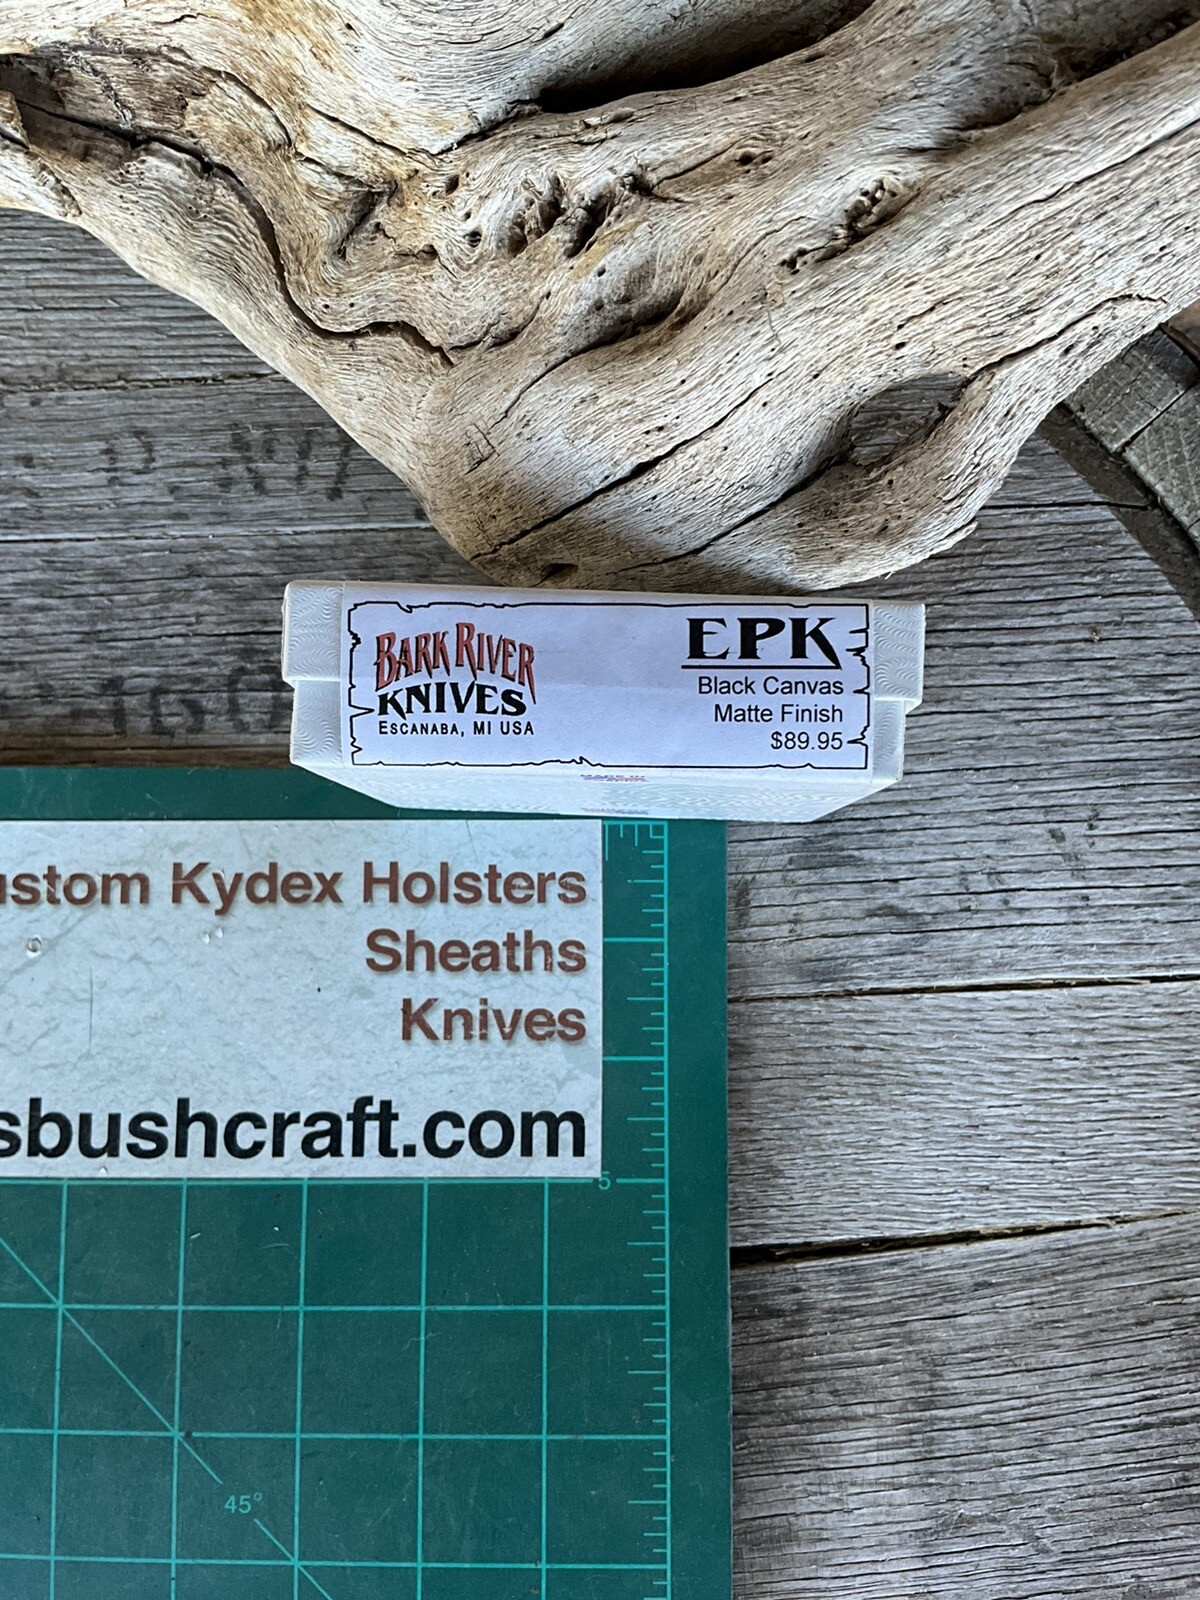 BARK RIVER
KNIVES
ESCANABA, MI USA
EPK
Black Canvas
Matte Finish
$89.95
Kydex Holsters
Sheaths
Knives
sbushcraft.com
5
45°